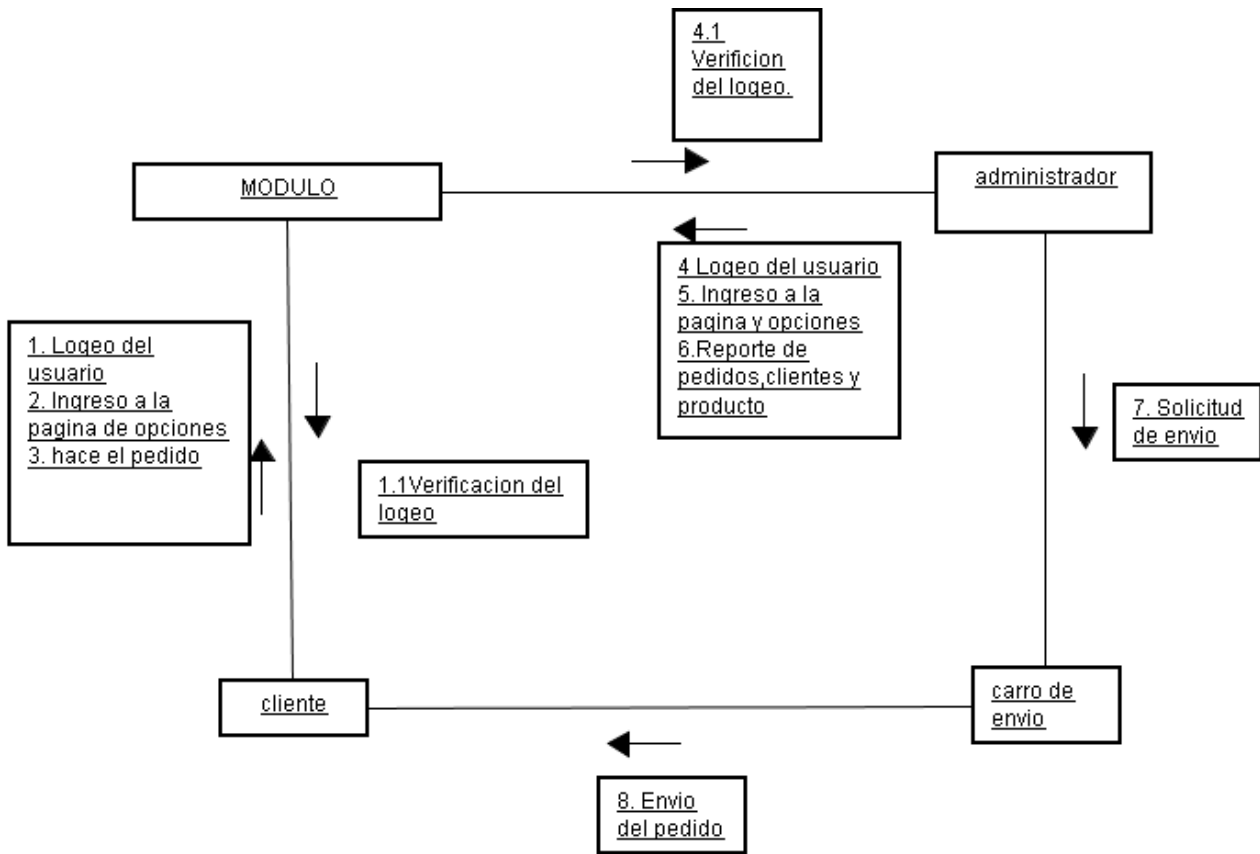 4.1
Verificion
del logeo.
MODULO
administrador
4 Logeo del usuario
5. Ingreso a la
pagina y opciones
6.Reporte de
pedidos,clientes y
producto
1. Logeo del
usuario
2. Ingreso a la
pagina de opciones
3. hace el pedido
7. Solicitud
de envio
1.1Verificacion del
logeo
cliente
carro de
envio
8. Envio
del pedido